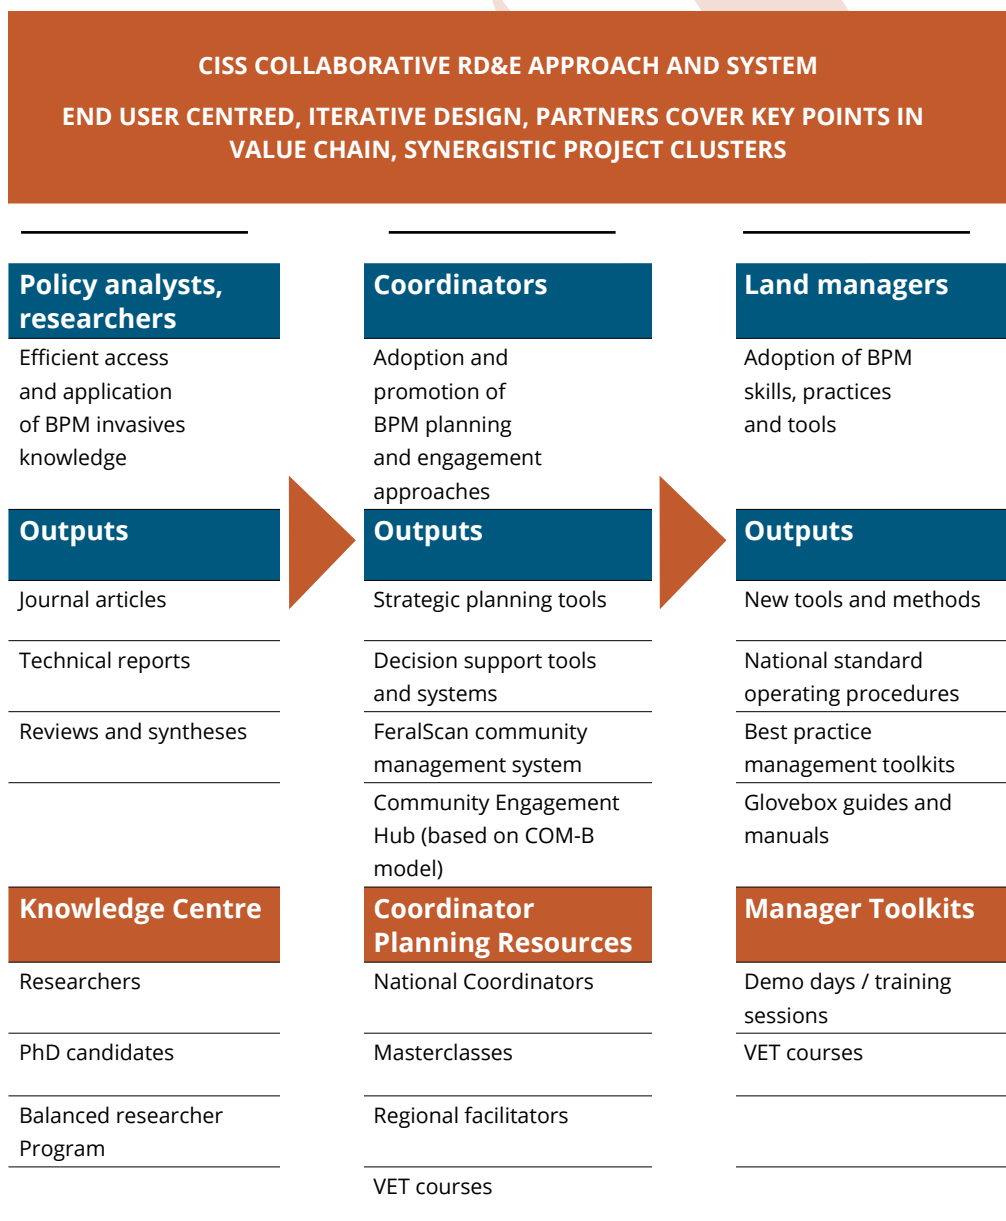 CISS COLLABORATIVE RD&E APPROACH AND SYSTEM
END USER CENTRED, ITERATIVE DESIGN, PARTNERS COVER KEY POINTS IN
VALUE CHAIN, SYNERGISTIC PROJECT CLUSTERS
Policy analysts,
researchers
Efficient access
and application
of BPM invasives
knowledge
Outputs
Journal articles
Technical reports
Reviews and syntheses
Knowledge Centre
Researchers
PhD candidates
Balanced researcher
Program
Coordinators
Adoption and
promotion of
BPM planning
and engagement
approaches
Outputs
Strategic planning tools
Decision support tools
and systems
FeralScan community
management system
Community Engagement
Hub (based on COM-B
model)
Coordinator
Planning Resources
National Coordinators
Masterclasses
Regional facilitators
VET courses
Land managers
Adoption of BPM
skills, practices
and tools
Outputs
New tools and methods
National standard
operating procedures
Best practice
management toolkits
Glovebox guides and
manuals
Manager Toolkits
Demo days / training
sessions
VET courses